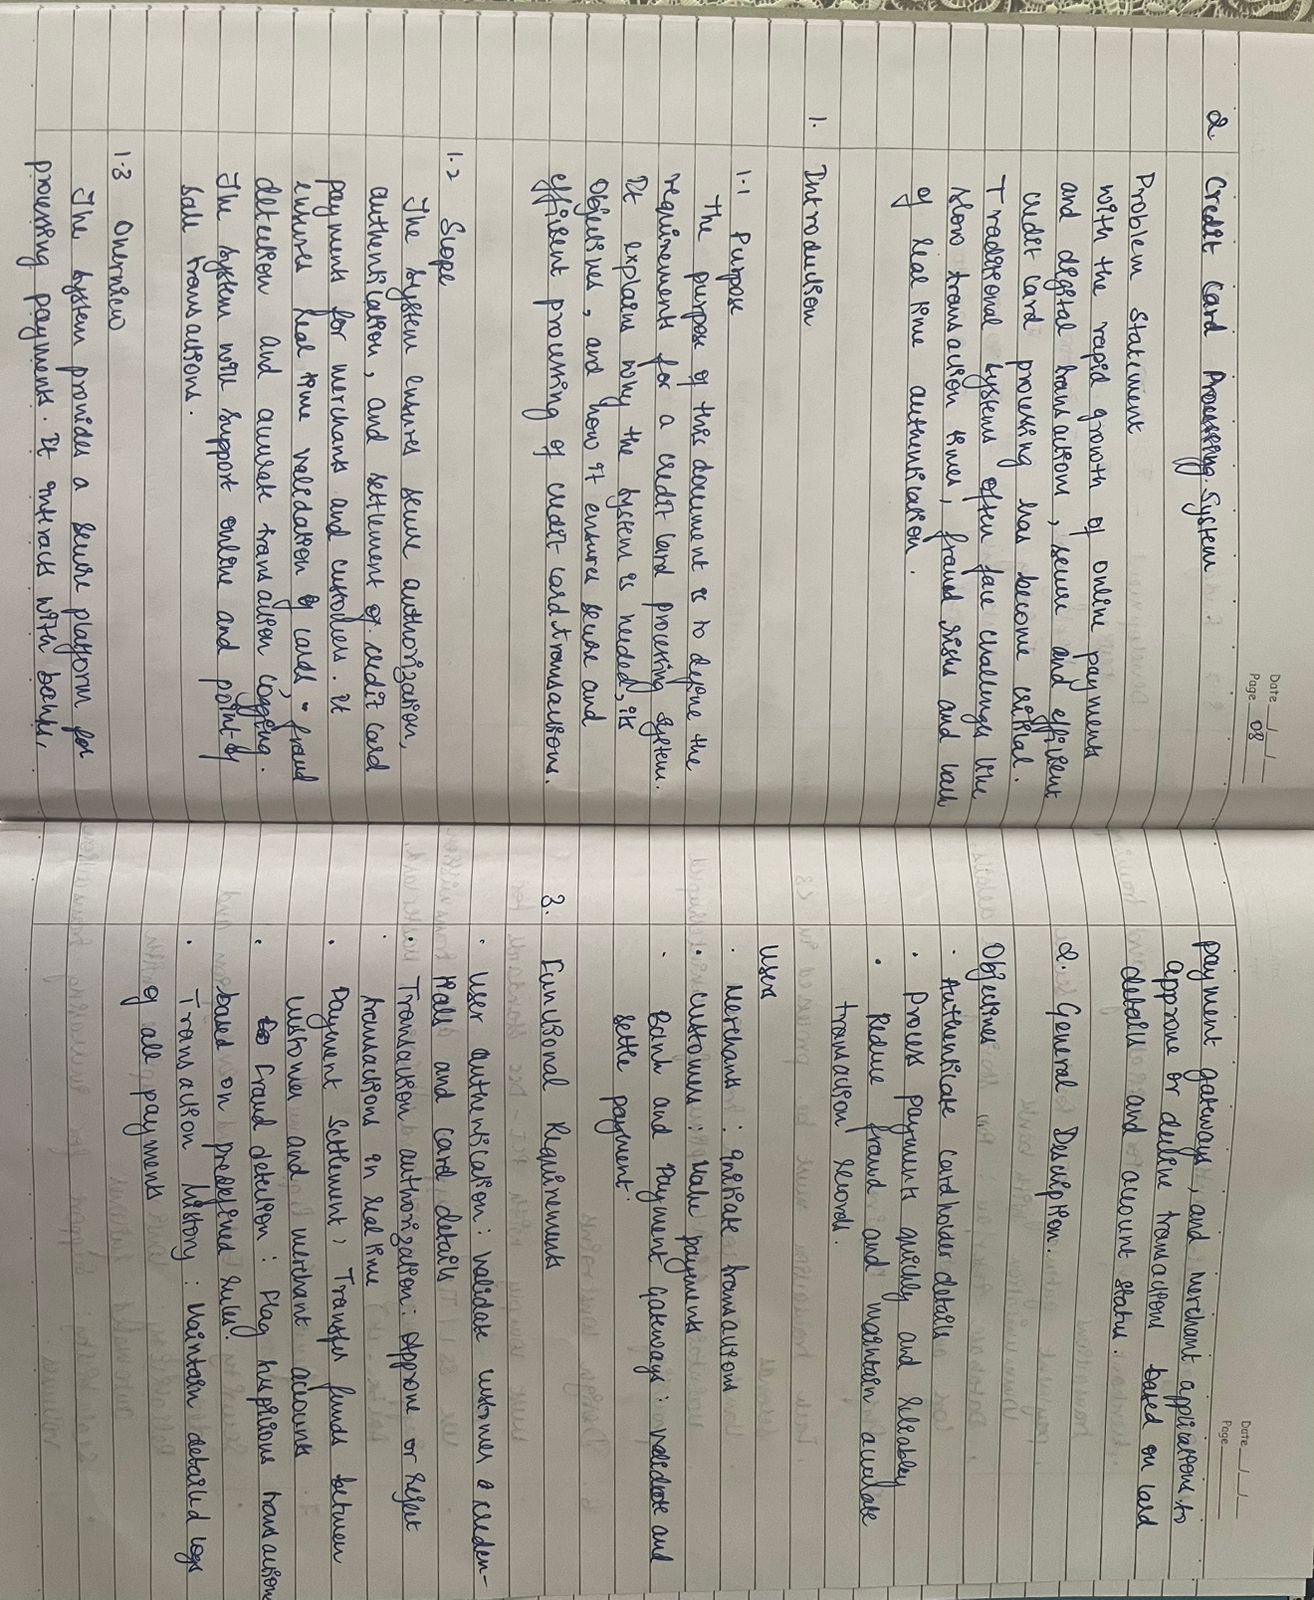 Date __/__/__
Page 08
2. Credit Card Processing System
Problem Statement
With the rapid growth of online payments
and digital transactions, secure and efficient
credit card processing has become critical.
Traditional systems often face challenges like
slow transaction times, fraud risks and lack
of real time authentication.
1. Introduction
1.1 Purpose
The purpose of this document is to define the
requirements for a credit card processing system.
It explains why the system is needed, its
Objectives, and how it ensures secure and
efficient processing of credit card transactions.
1.2 Scope
The system ensures secure authorization,
authentication, and settlement of credit card
payments for merchants and customers. It
ensures real time validation of cards, fraud
detection and accurate transaction logging.
The system will support online and point of
sale transactions.
1.3 Overview
The system provides a secure platform for
processing payments. It interacts with banks,
Date __/__/__
Page
payment gateways, and merchant applications to
approve or decline transactions based on card
details and account status.
2. General Description.
Objectives
• Authenticate cardholder details
• Process payments quickly and reliabley
• Reduce fraud and maintain accurate
transaction records.
Users
• Merchant : initiate transactions
• Customers : Make payements
• Bank and Payment Gateways : validate and
settle payment.
3. Functional Requirements
• User authentication : validate customer creden-
tials and card details
• Transaction authorization : Approve or reject
transactions in real time
• Payment Settlement : Transfer funds between
customer and merchant accounts
• Fraud detection : Flag suspicious transactions
based on predefined rules.
• Transaction History : Maintain detailed logs
of all payments